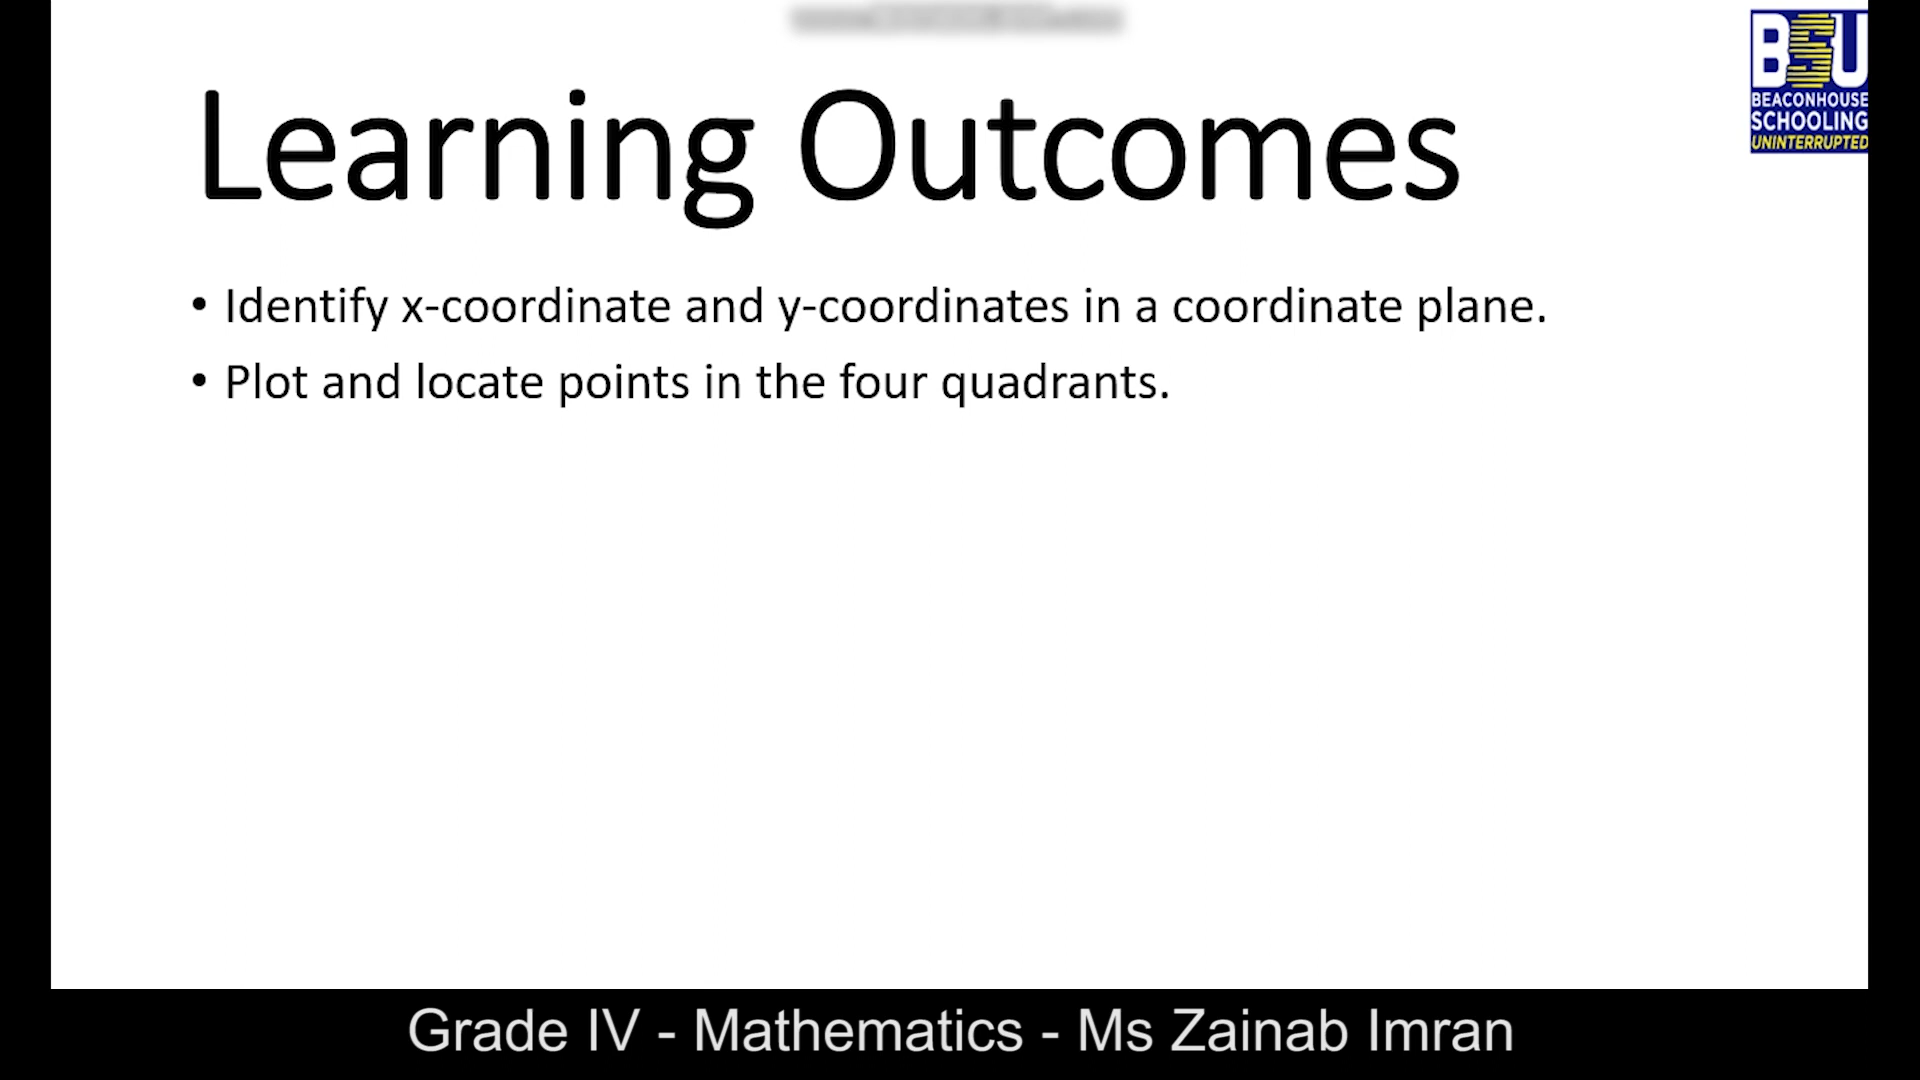 Learning Outcomes
BSU
BEACONHOUSE
SCHOOLING
UNINTERRUPTED
• Identify x-coordinate and y-coordinates in a coordinate plane.
• Plot and locate points in the four quadrants.
Grade IV - Mathematics - Ms Zainab Imran